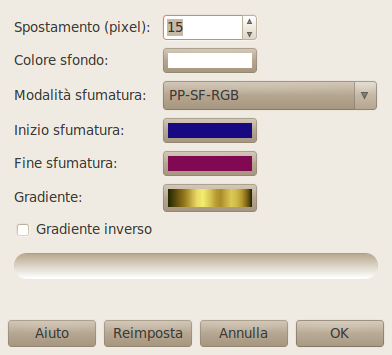 Spostamento (pixel): 15
Colore sfondo:
Modalità sfumatura: PP-SF-RGB
Inizio sfumatura:
Fine sfumatura:
Gradiente:
Gradiente inverso
Aiuto Reimposta Annulla OK